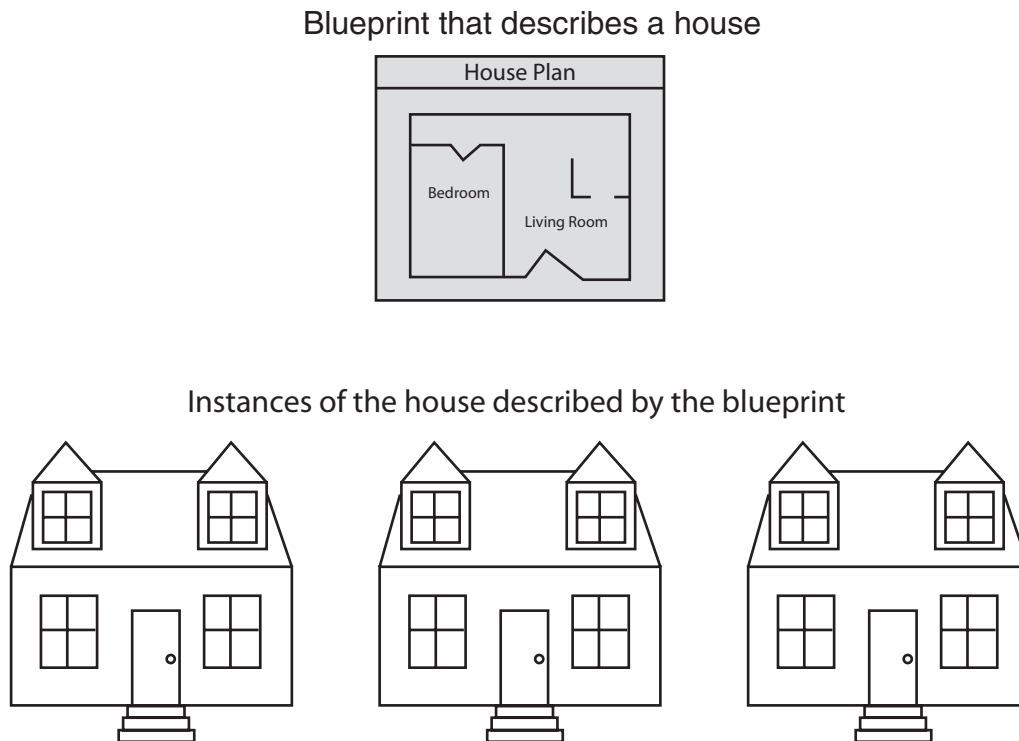 Blueprint that describes a house
House Plan
Bedroom
Living Room
Instances of the house described by the blueprint